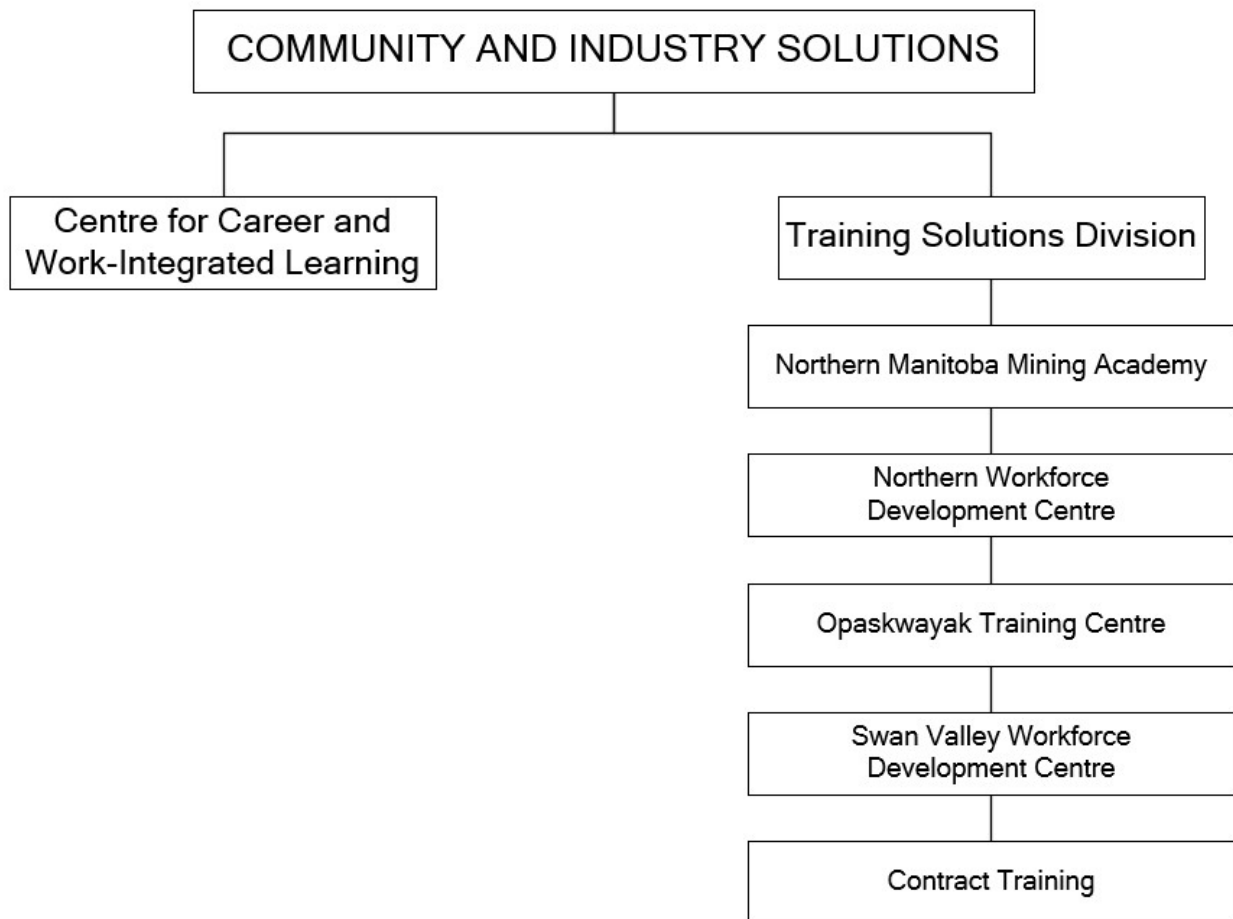 COMMUNITY AND INDUSTRY SOLUTIONS
Centre for Career and
Work-Integrated Learning
Training Solutions Division
Northern Manitoba Mining Academy
Northern Workforce
Development Centre
Opaskwayak Training Centre
Swan Valley Workforce
Development Centre
Contract Training